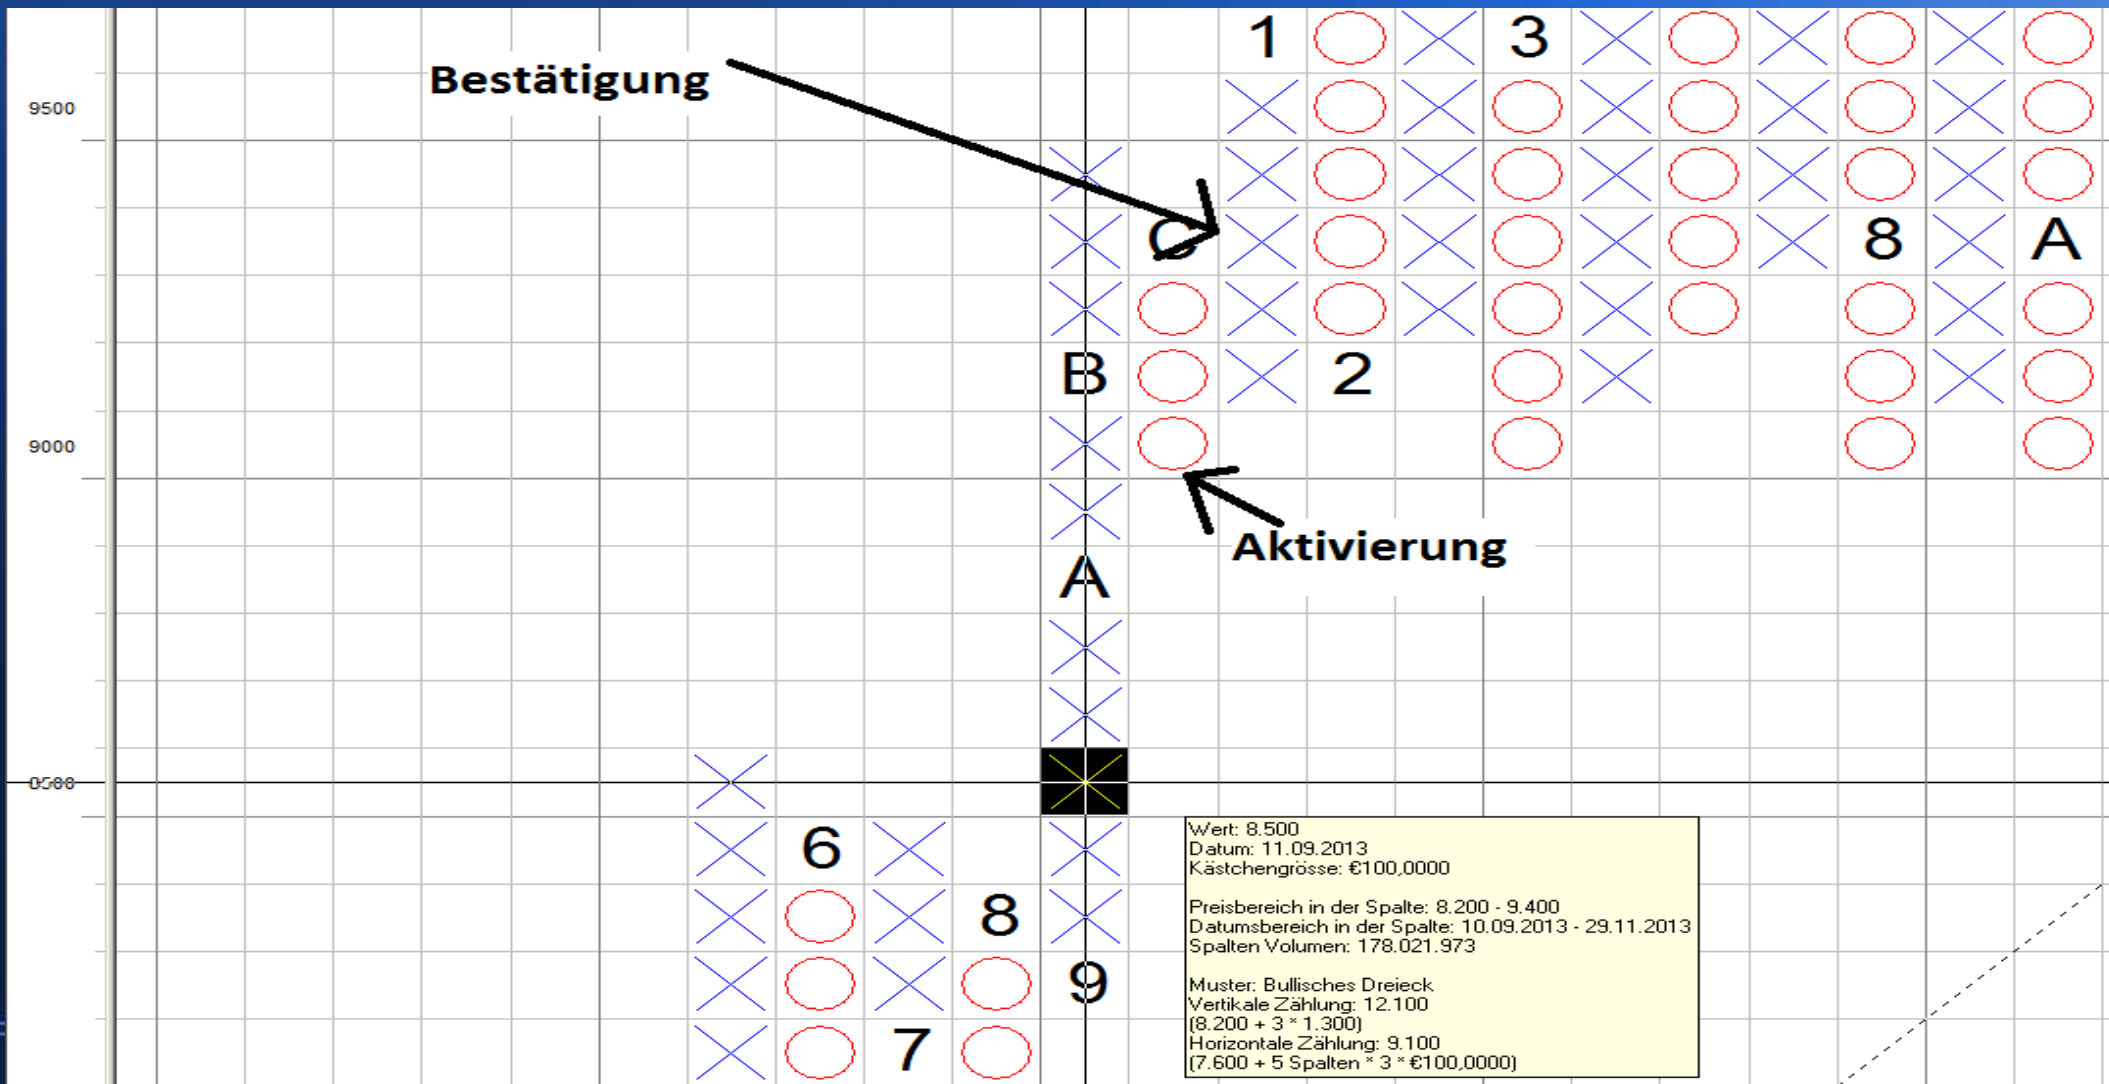 1 3
Bestätigung
9500
C 8 A
B 2
9000
Aktivierung
A
6
8
9
7
Wert: 8.500
Datum: 11.09.2013
Kästchengrösse: €100,0000
Preisbereich in der Spalte: 8.200 - 9.400
Datumsbereich in der Spalte: 10.09.2013 - 29.11.2013
Spalten Volumen: 178.021.973
Muster: Bullisches Dreieck
Vertikale Zählung: 12.100
(8.200 + 3 * 1.300)
Horizontale Zählung: 9.100
(7.600 + 5 Spalten * 3 * €100,0000)